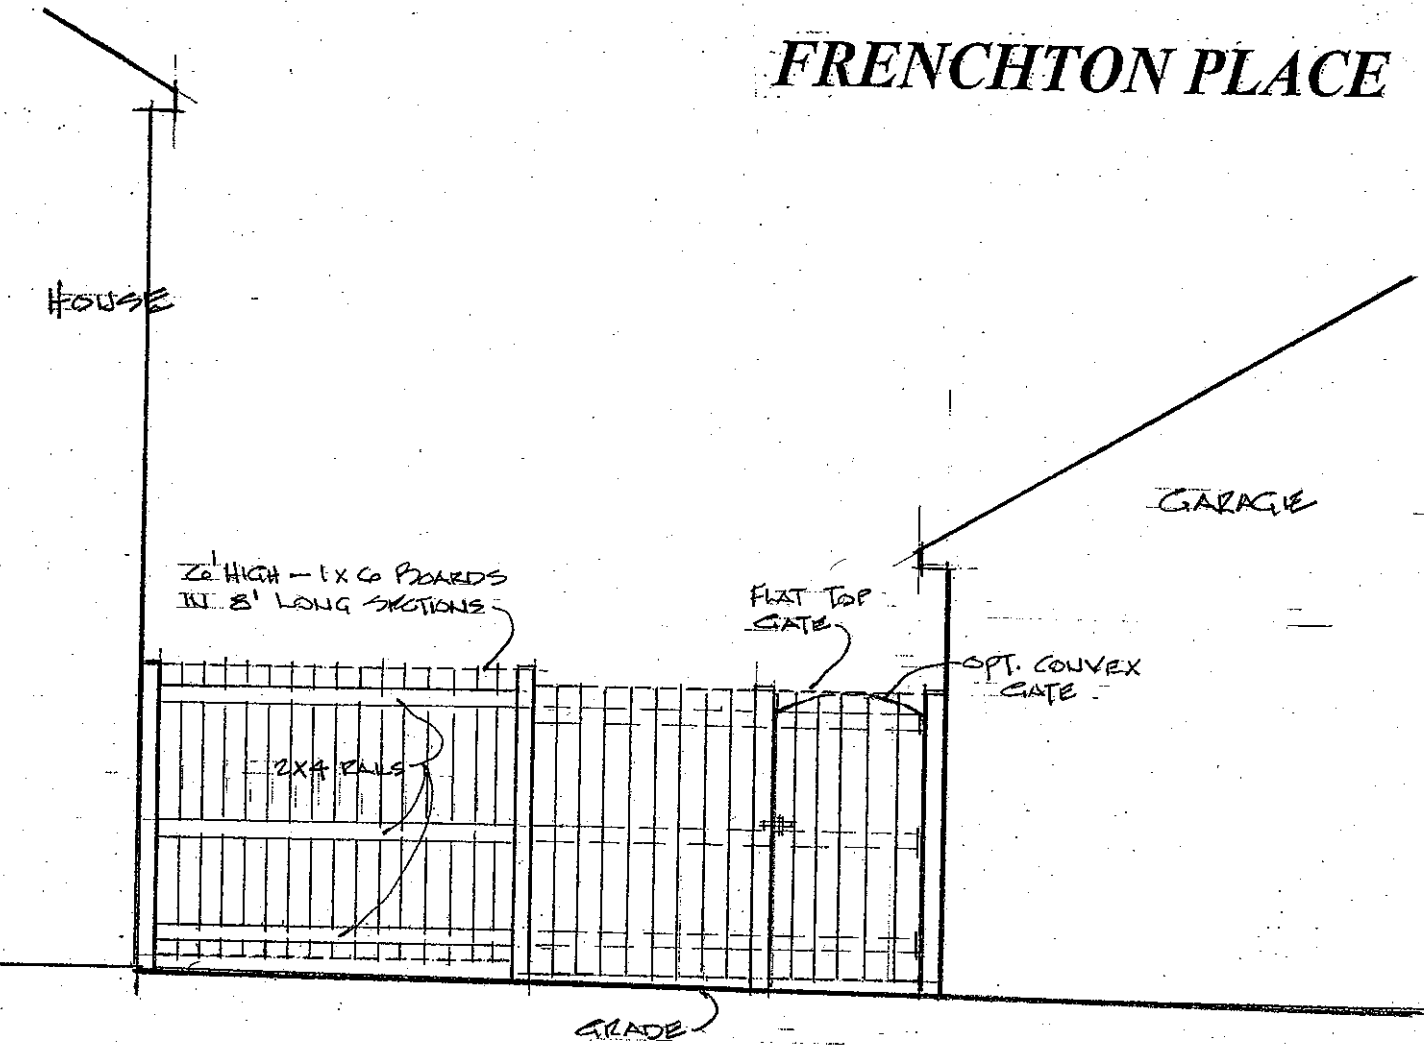 FRENCHTON PLACE
HOUSE
GARAGE
6' HIGH - 1 X 6 BOARDS
IN 8' LONG SECTIONS
FLAT TOP
GATE
OPT. CONVEX
GATE
2X4 RAILS
GRADE